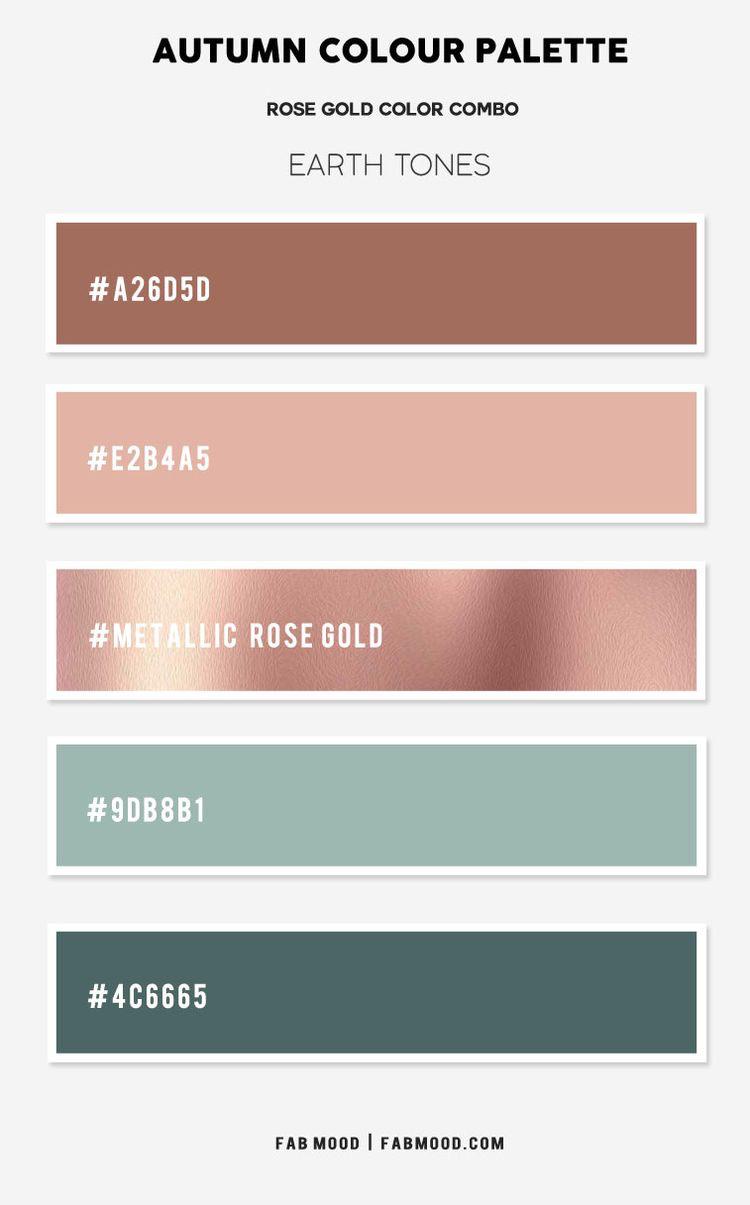 AUTUMN COLOUR PALETTE
ROSE GOLD COLOR COMBO
EARTH TONES
#A26D5D
#E2B4A5
#METALLIC ROSE GOLD
#9DB8B1
#4C6665
FAB MOOD | FABMOOD.COM